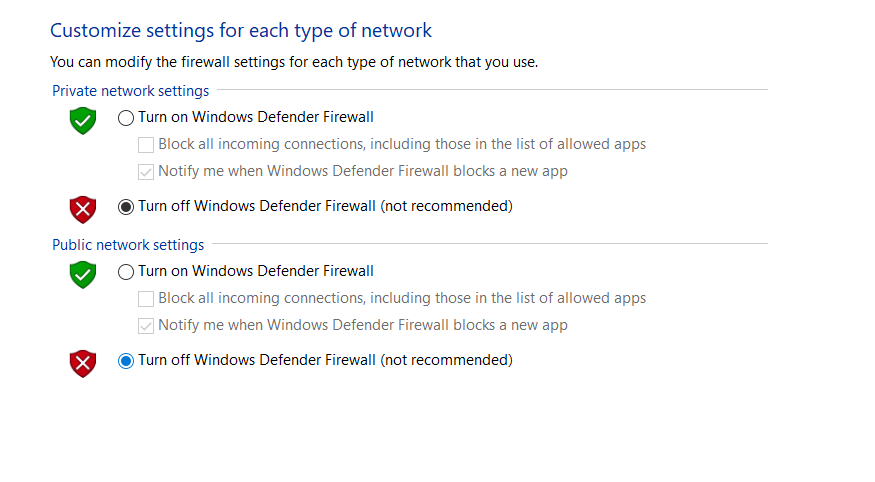 Customize settings for each type of network
You can modify the firewall settings for each type of network that you use.
Private network settings
Turn on Windows Defender Firewall
Block all incoming connections, including those in the list of allowed apps
Notify me when Windows Defender Firewall blocks a new app
Turn off Windows Defender Firewall (not recommended)
Public network settings
Turn on Windows Defender Firewall
Block all incoming connections, including those in the list of allowed apps
Notify me when Windows Defender Firewall blocks a new app
Turn off Windows Defender Firewall (not recommended)